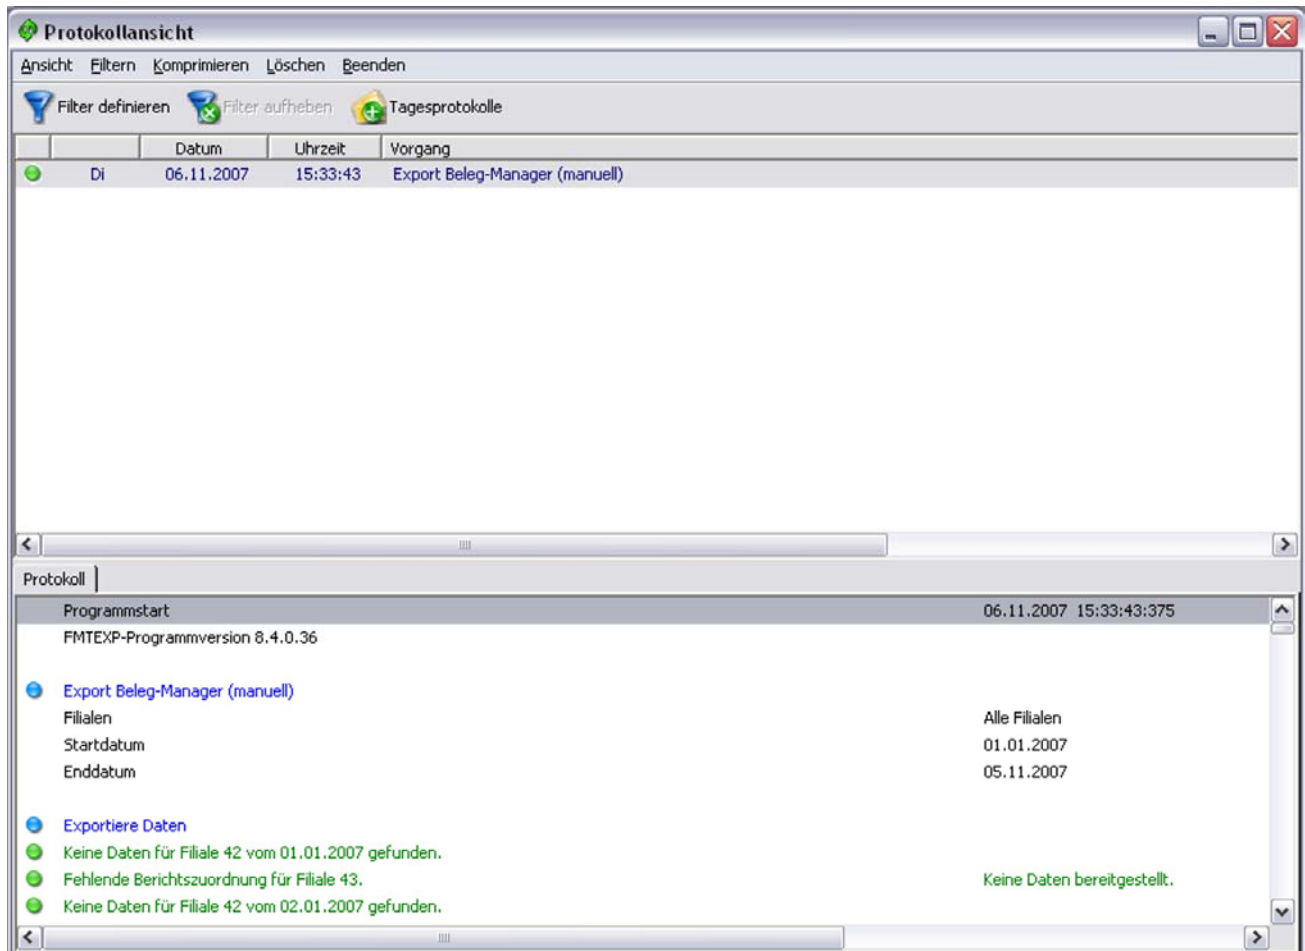 Protokollansicht
Ansicht Filtern Komprimieren Löschen Beenden
Filter definieren Filter aufheben Tagesprotokolle
Datum Uhrzeit Vorgang
Di 06.11.2007 15:33:43 Export Beleg-Manager (manuell)
Protokoll
Programmstart 06.11.2007 15:33:43:375
FMTEXP-Programmversion 8.4.0.36
Export Beleg-Manager (manuell)
Filialen Alle Filialen
Startdatum 01.01.2007
Enddatum 05.11.2007
Exportiere Daten
Keine Daten für Filiale 42 vom 01.01.2007 gefunden.
Fehlende Berichtszuordnung für Filiale 43. Keine Daten bereitgestellt.
Keine Daten für Filiale 42 vom 02.01.2007 gefunden.